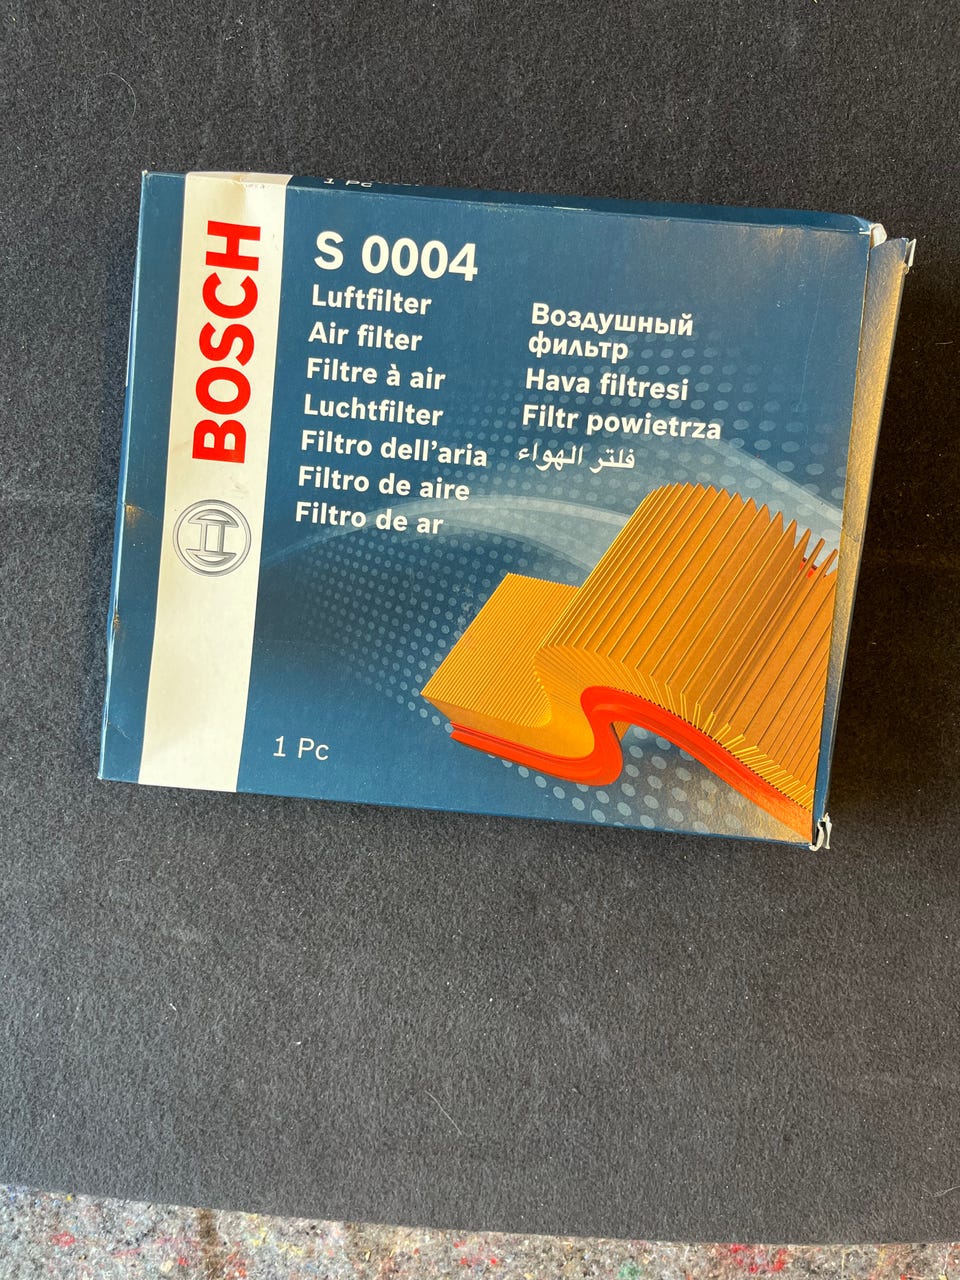 1 Pc
BOSCH
S 0004
Luftfilter
Air filter
Filtre à air
Luchtfilter
Filtro dell'aria
Filtro de aire
Filtro de ar
Воздушный
фильтр
Hava filtresi
Filtr powietrza
فلتر الهواء
1 Pc